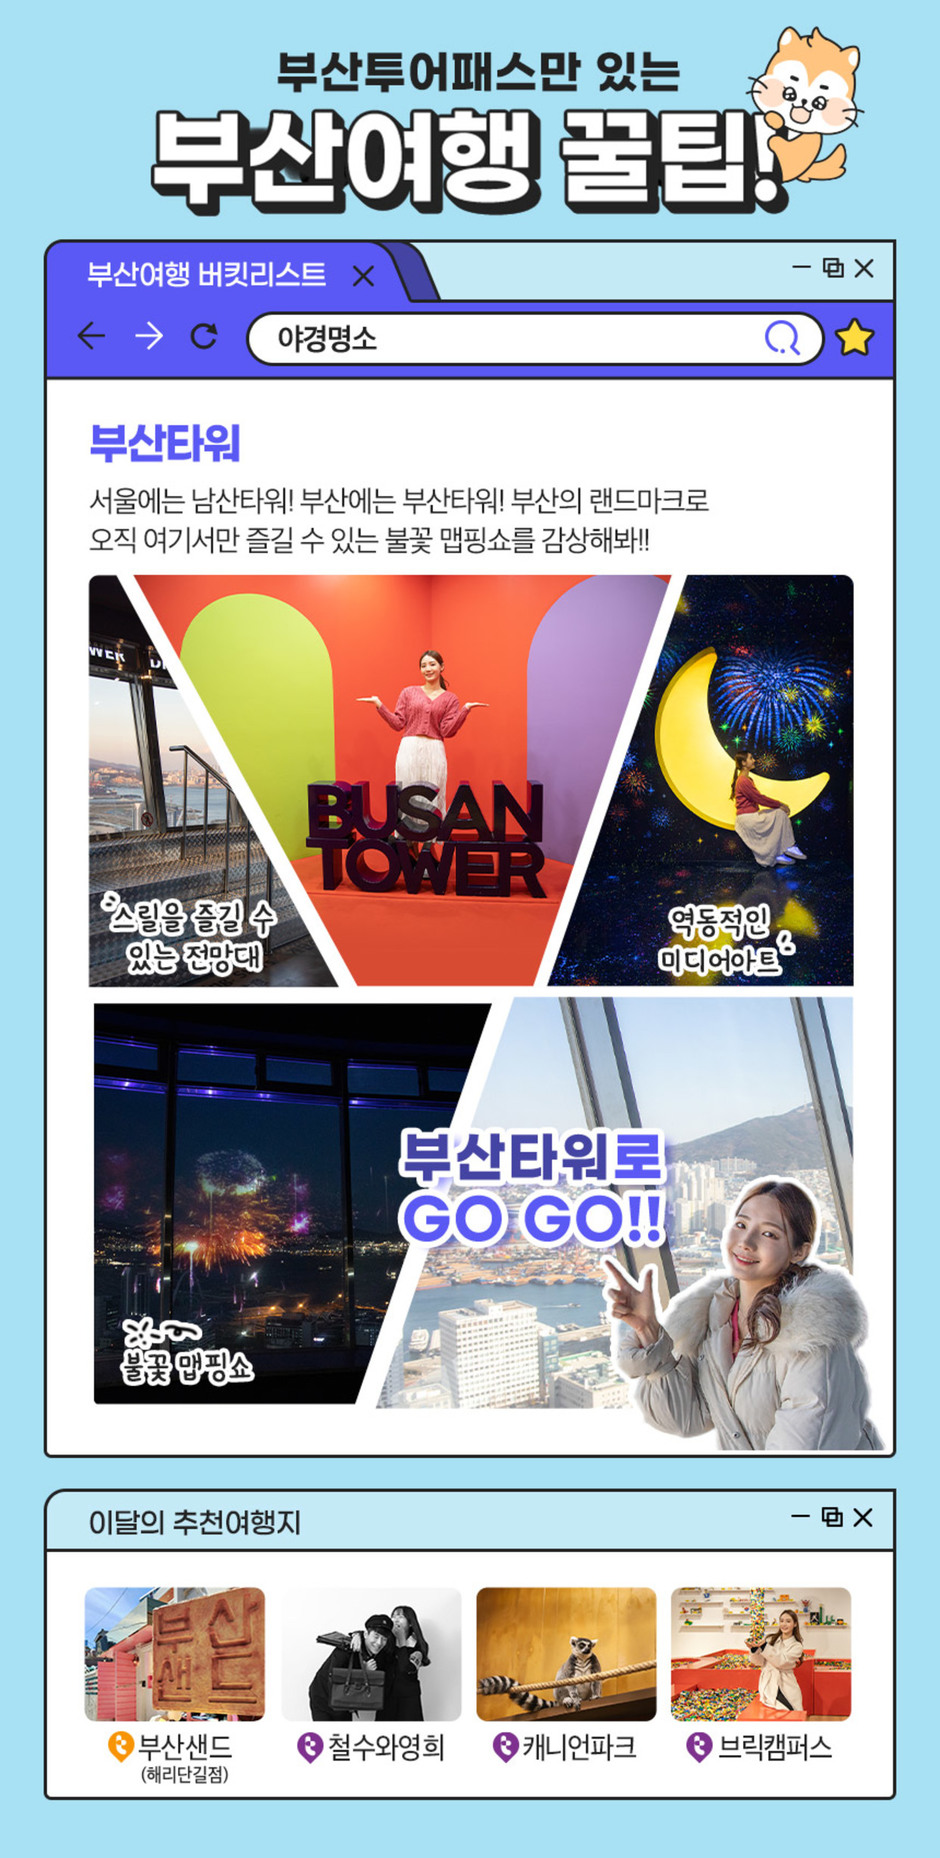 부산투어패스만 있는
부산여행 꿀팁!
부산여행 버킷리스트
야경명소
부산타워
서울에는 남산타워! 부산에는 부산타워! 부산의 랜드마크로
오직 여기서만 즐길 수 있는 불꽃 맵핑쇼를 감상해봐!!
BUSAN
TOWER
스릴을 즐길 수
있는 전망대
역동적인
미디어아트
부산타워로
GO GO!!
불꽃 맵핑쇼
이달의 추천여행지
부산
샌드
부산샌드
(해리단길점)
철수와영희
캐니언파크
브릭캠퍼스